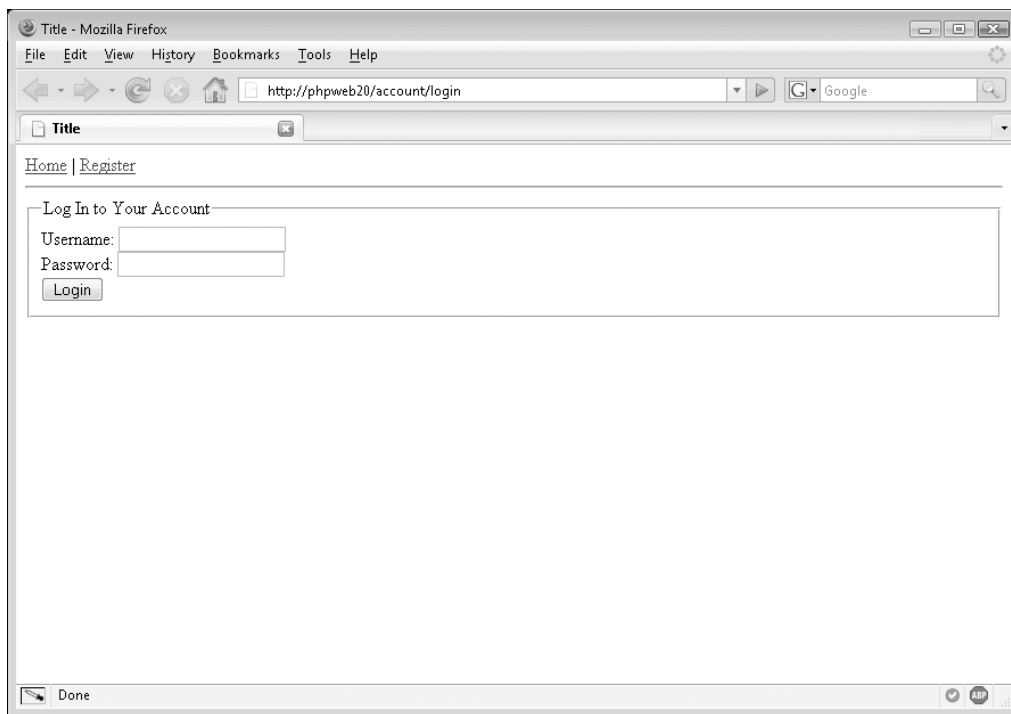 Title - Mozilla Firefox
File Edit View History Bookmarks Tools Help
http://phpweb20/account/login
G Google
Title
Home | Register
Log In to Your Account
Username:
Password:
Login
Done
ABP